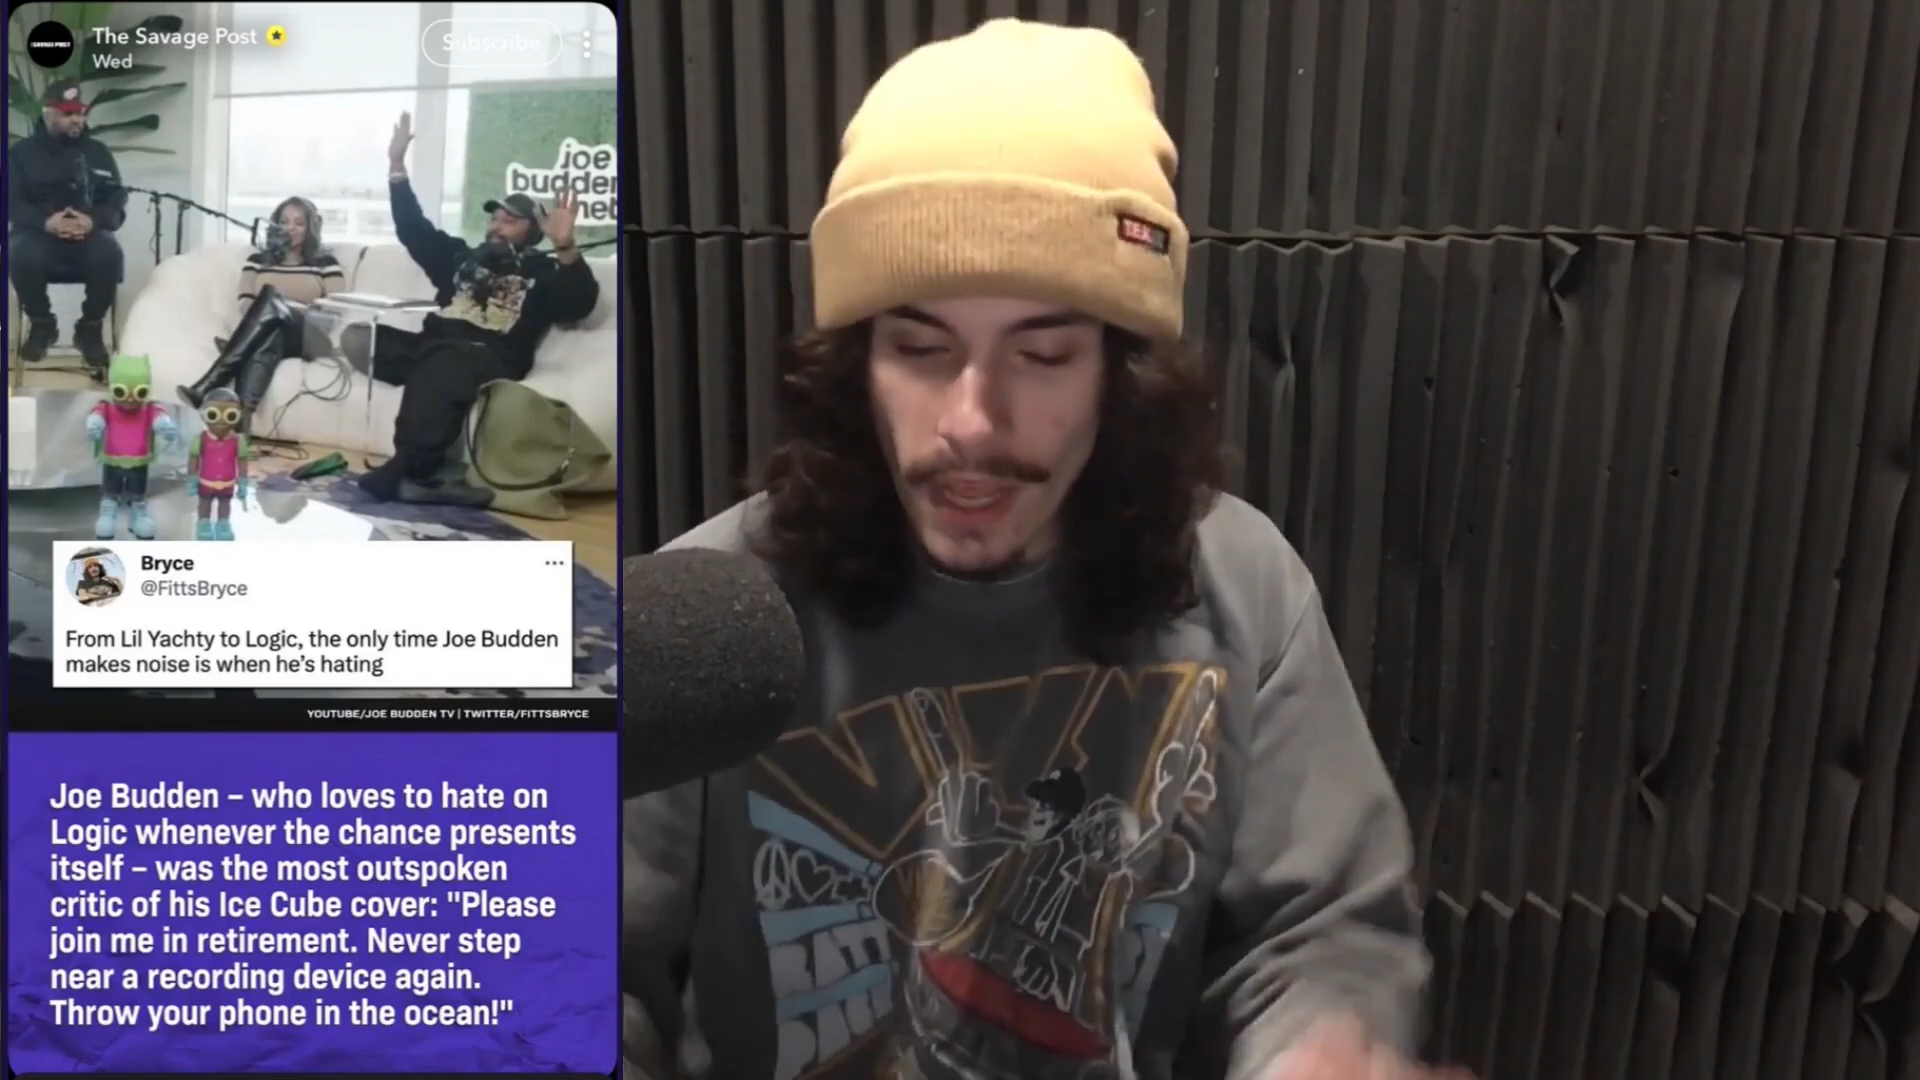 The Savage Post
Wed
Subscribe
SAVAGE POST
joe
budden
net
Bryce
@FittsBryce
From Lil Yachty to Logic, the only time Joe Budden
makes noise is when he's hating
YOUTUBE/JOE BUDDEN TV | TWITTER/FITTSBRYCE
Joe Budden – who loves to hate on
Logic whenever the chance presents
itself – was the most outspoken
critic of his Ice Cube cover: "Please
join me in retirement. Never step
near a recording device again.
Throw your phone in the ocean!"